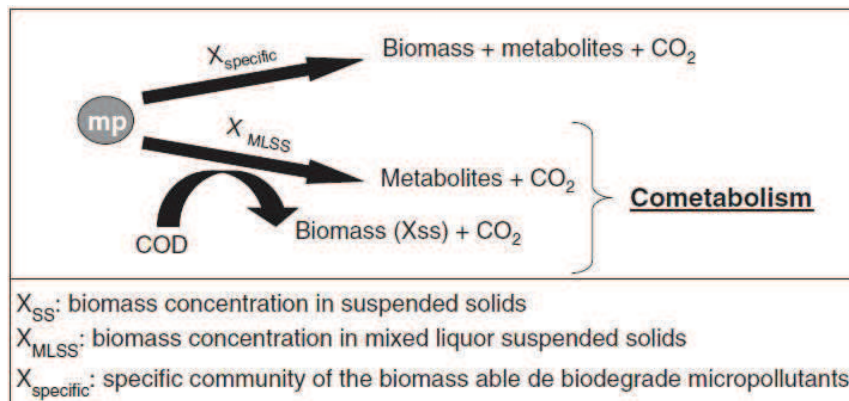 X_specific
Biomass + metabolites + CO₂
mp
X_MLSS
Metabolites + CO₂
Cometabolism
COD
Biomass (Xss) + CO₂
X_SS: biomass concentration in suspended solids
X_MLSS: biomass concentration in mixed liquor suspended solids
X_specific: specific community of the biomass able de biodegrade micropollutants